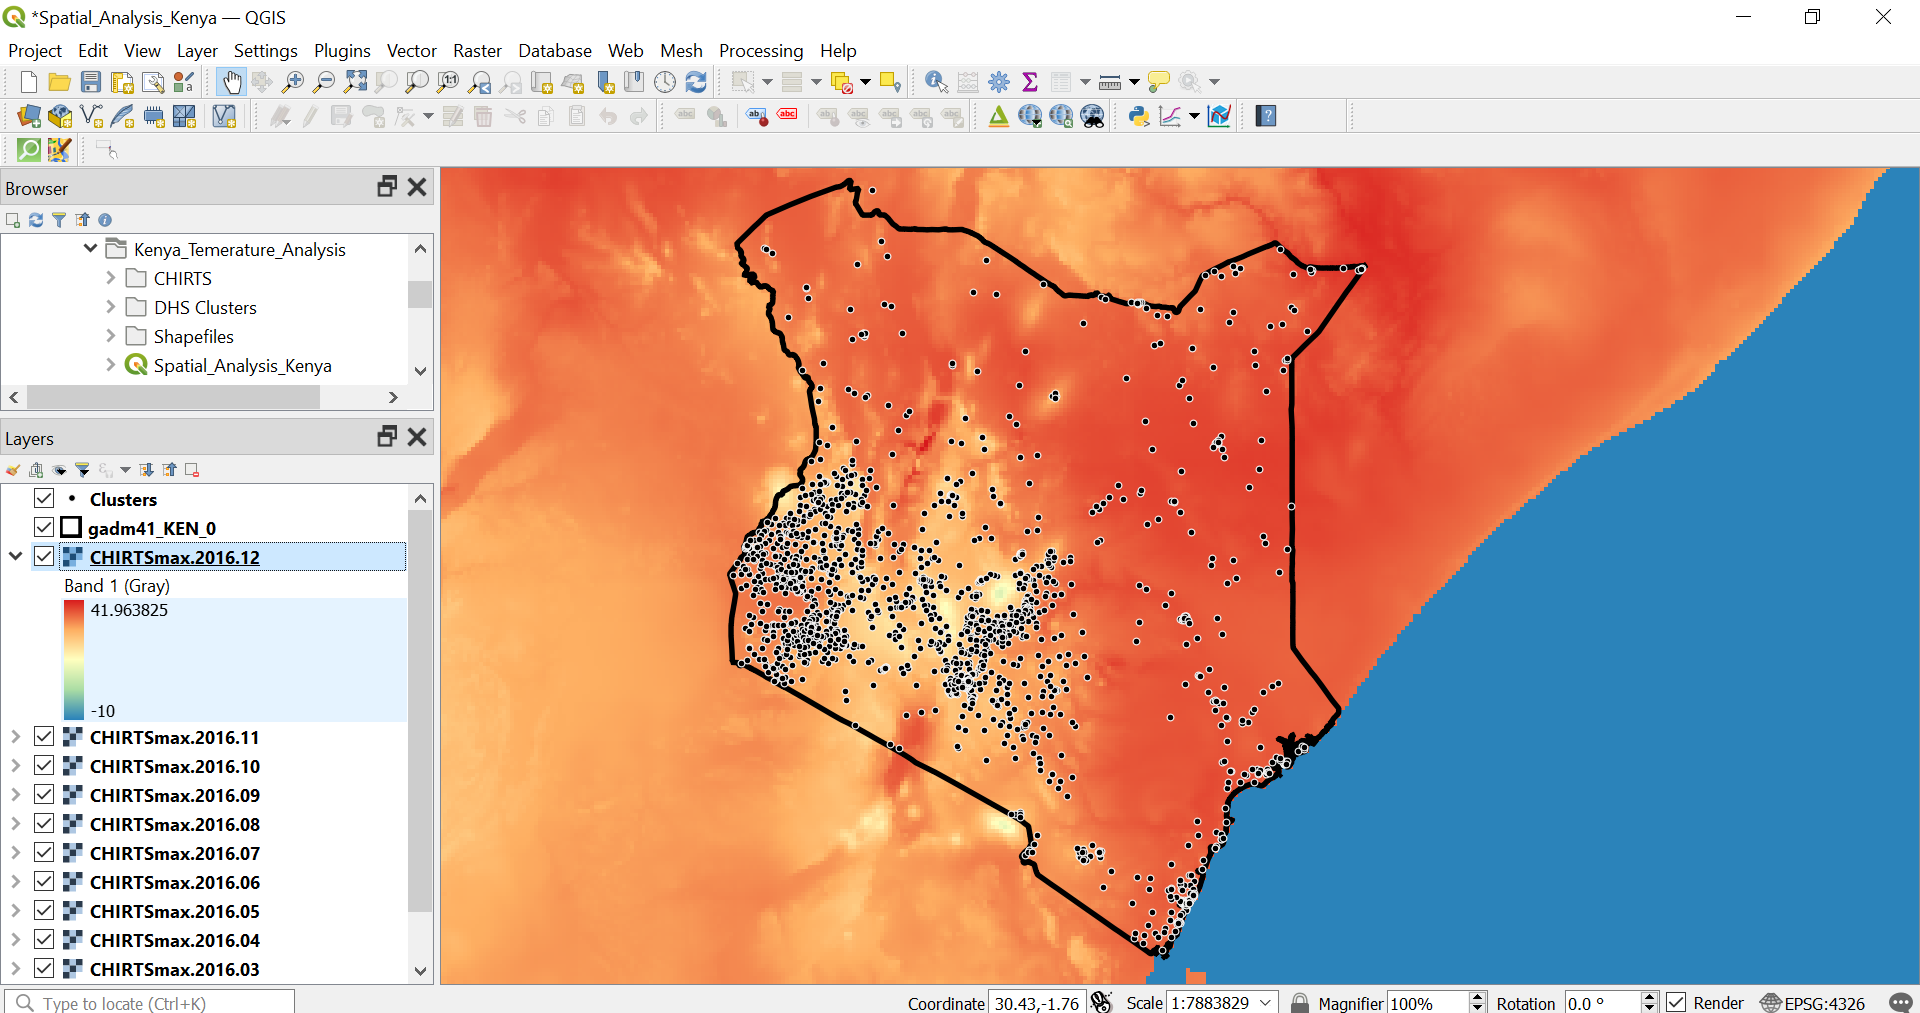 *Spatial_Analysis_Kenya — QGIS
Project Edit View Layer Settings Plugins Vector Raster Database Web Mesh Processing Help
Browser
Kenya_Temerature_Analysis
CHIRTS
DHS Clusters
Shapefiles
Spatial_Analysis_Kenya
Layers
Clusters
gadm41_KEN_0
CHIRTSmax.2016.12
Band 1 (Gray)
41.963825
-10
CHIRTSmax.2016.11
CHIRTSmax.2016.10
CHIRTSmax.2016.09
CHIRTSmax.2016.08
CHIRTSmax.2016.07
CHIRTSmax.2016.06
CHIRTSmax.2016.05
CHIRTSmax.2016.04
CHIRTSmax.2016.03
Type to locate (Ctrl+K) Coordinate 30.43,-1.76 Scale 1:7883829 Magnifier 100% Rotation 0.0 ° Render EPSG:4326